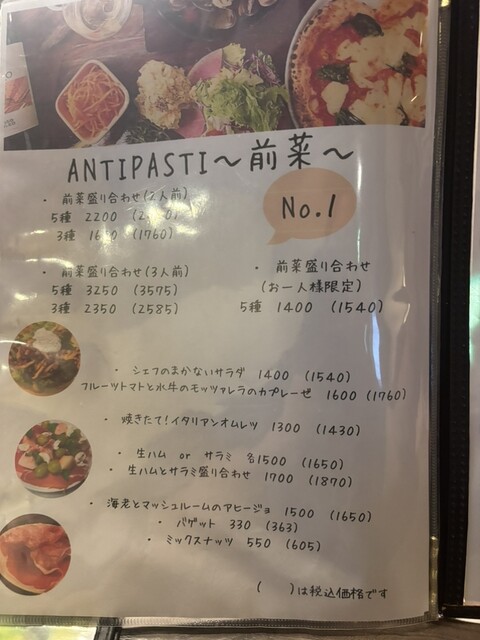 ANTIPASTI～前菜～
・ 前菜盛り合わせ(2人前)
5種 2200
3種 (1760)
No.1
・ 前菜盛り合わせ(3人前)
5種 3250 (3575)
3種 2350 (2585)
・ 前菜盛り合わせ
(お一人様限定)
5種 1400 (1540)
・ シェフのまかないサラダ 1400 (1540)
フルーツトマトと水牛のモッツァレラのカプレーゼ 1600 (1760)
・ 焼きたて!イタリアンオムレツ 1300 (1430)
・ 生ハム or サラミ 各1500 (1650)
・ 生ハムとサラミ盛り合わせ 1700 (1870)
・ 海老とマッシュルームのアヒージョ 1500 (1650)
・ バゲット 330 (363)
・ ミックスナッツ 550 (605)
( )は税込価格です